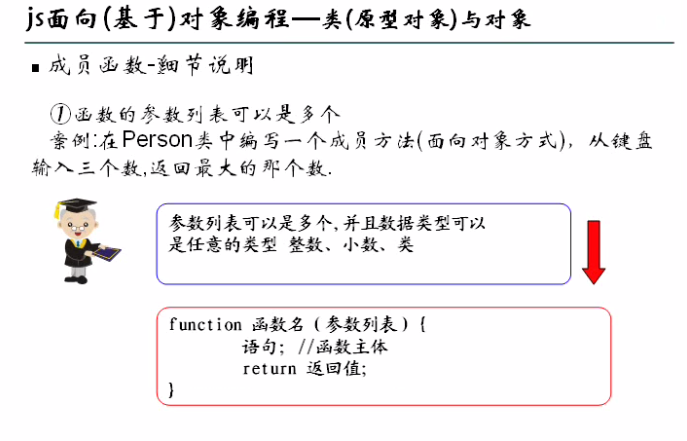 js面向(基于)对象编程—类(原型对象)与对象
成员函数-细节说明
①函数的参数列表可以是多个
案例:在Person类中编写一个成员方法(面向对象方式)，从键盘
输入三个数,返回最大的那个数.
参数列表可以是多个,并且数据类型可以
是任意的类型 整数、小数、类
function 函数名（参数列表）{
语句；//函数主体
return 返回值;
}